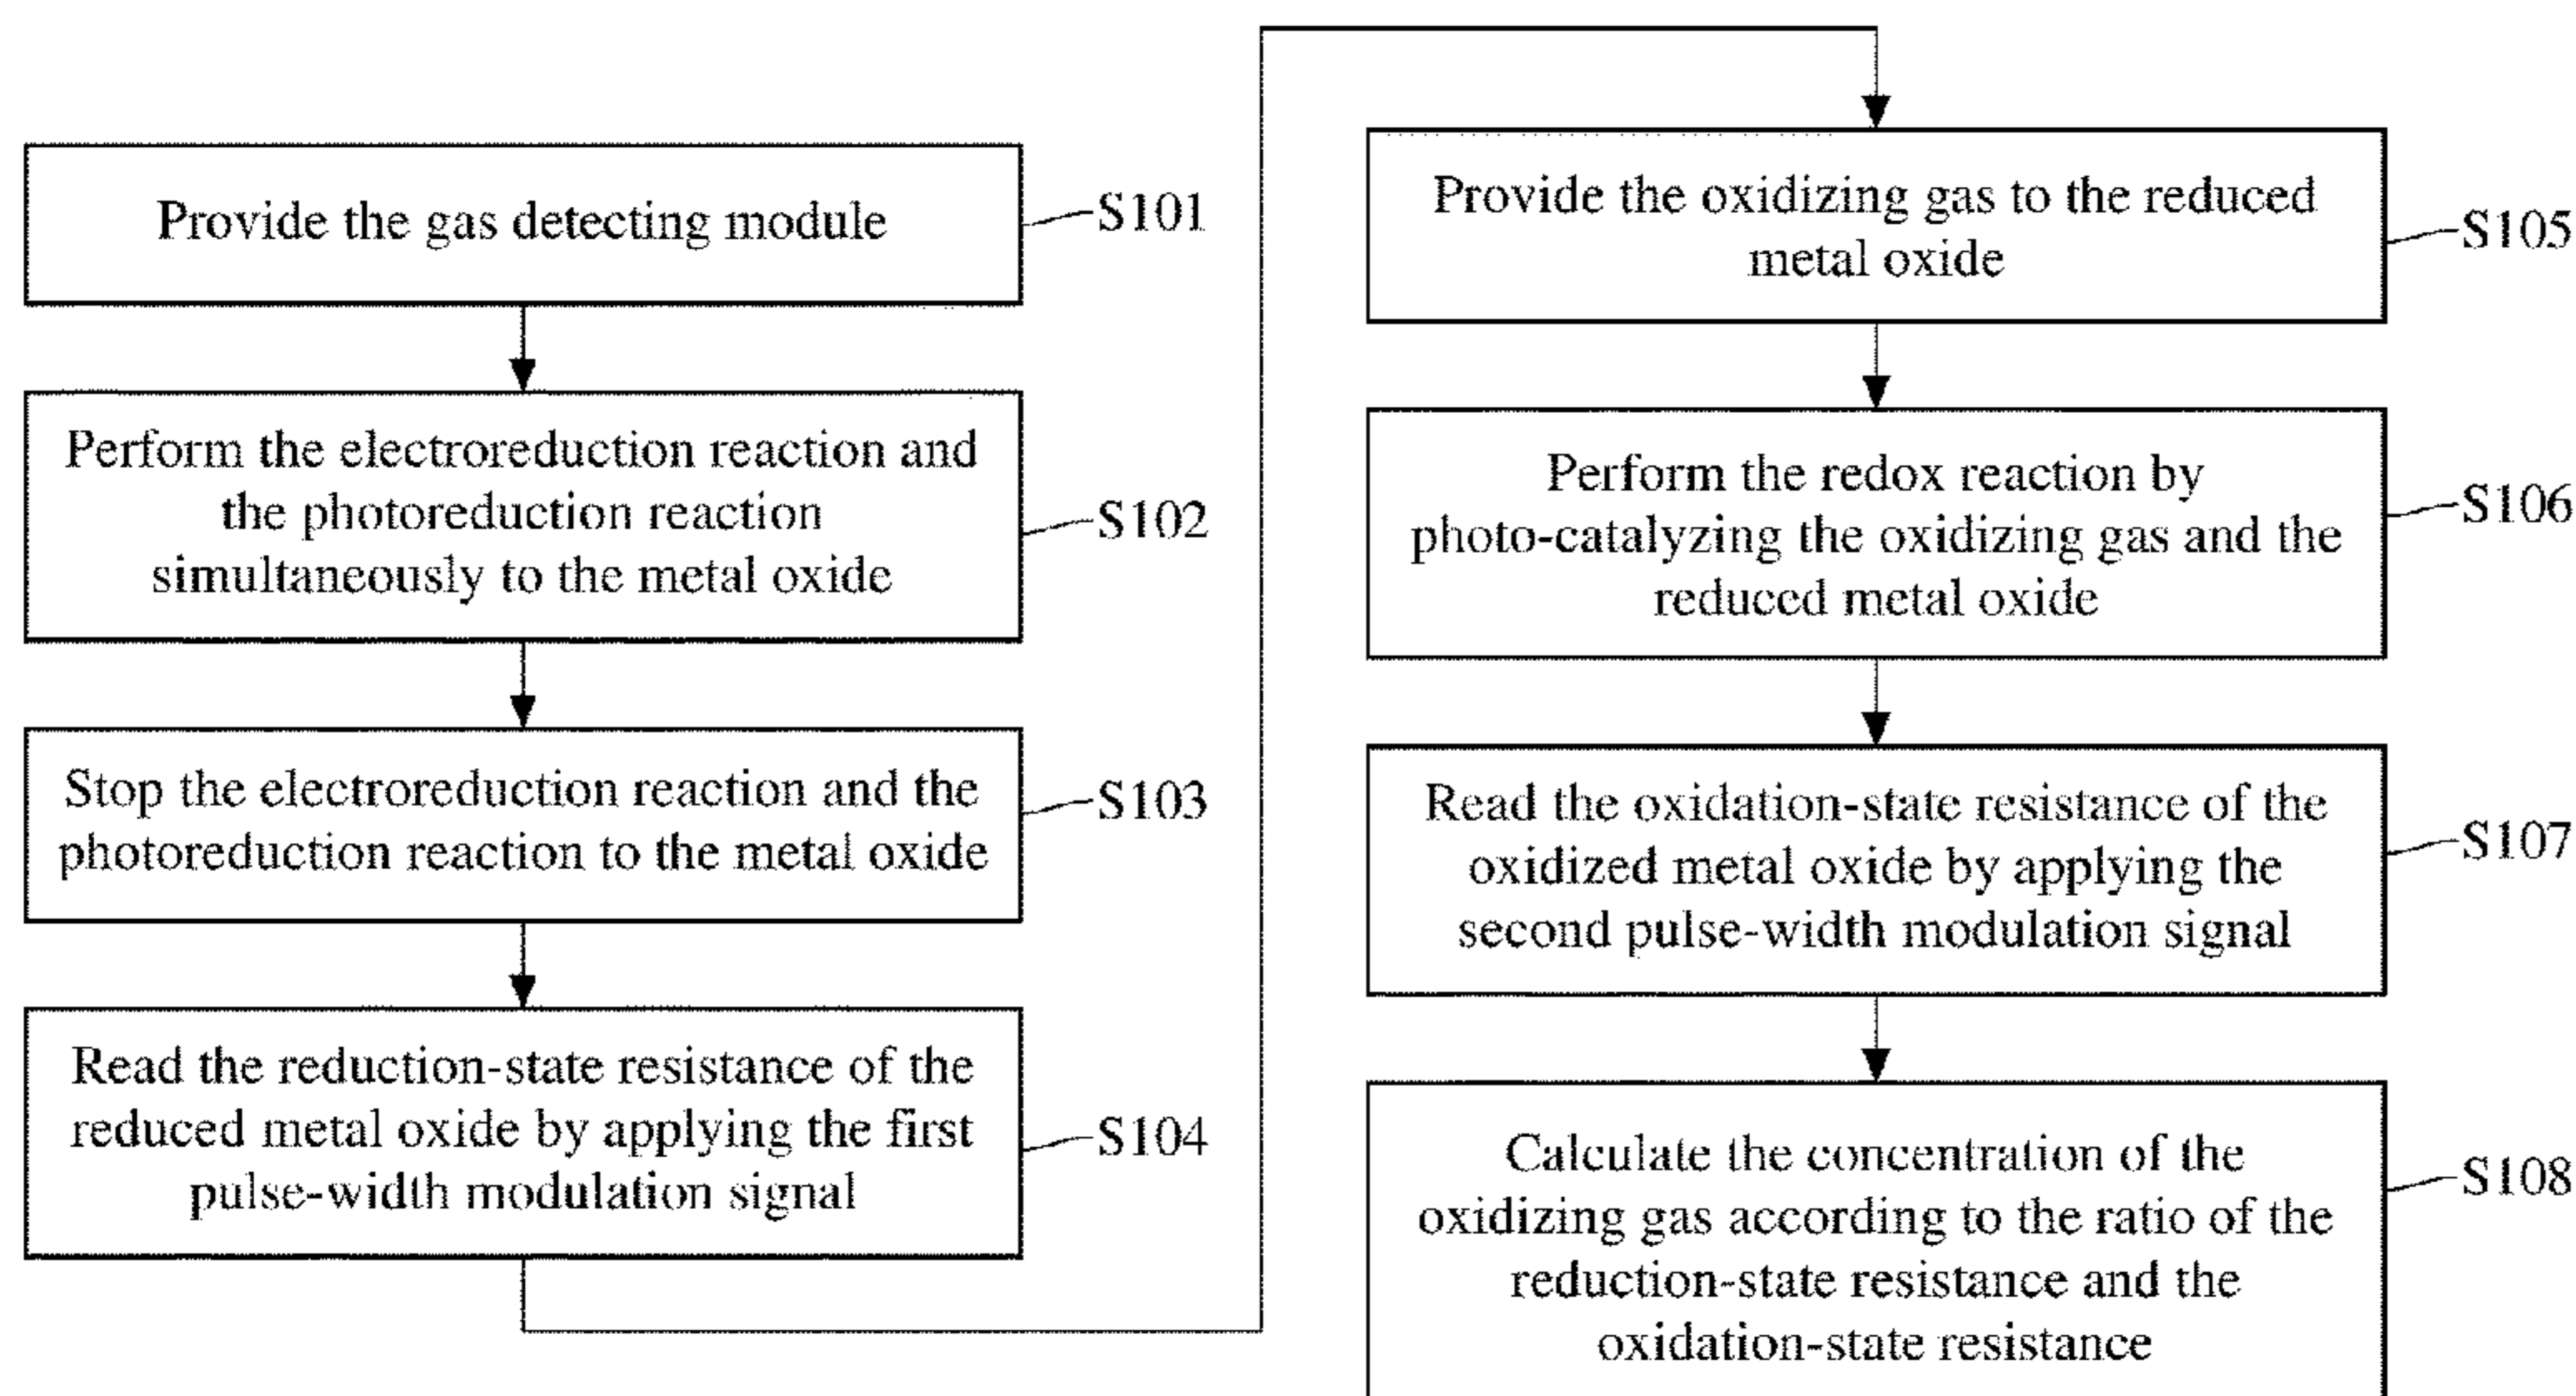 Provide the gas detecting module
S101
Perform the electroreduction reaction and
the photoreduction reaction
simultaneously to the metal oxide
S102
Stop the electroreduction reaction and the
photoreduction reaction to the metal oxide
S103
Read the reduction-state resistance of the
reduced metal oxide by applying the first
pulse-width modulation signal
S104
Provide the oxidizing gas to the reduced
metal oxide
S105
Perform the redox reaction by
photo-catalyzing the oxidizing gas and the
reduced metal oxide
S106
Read the oxidation-state resistance of the
oxidized metal oxide by applying the
second pulse-width modulation signal
S107
Calculate the concentration of the
oxidizing gas according to the ratio of the
reduction-state resistance and the
oxidation-state resistance
S108